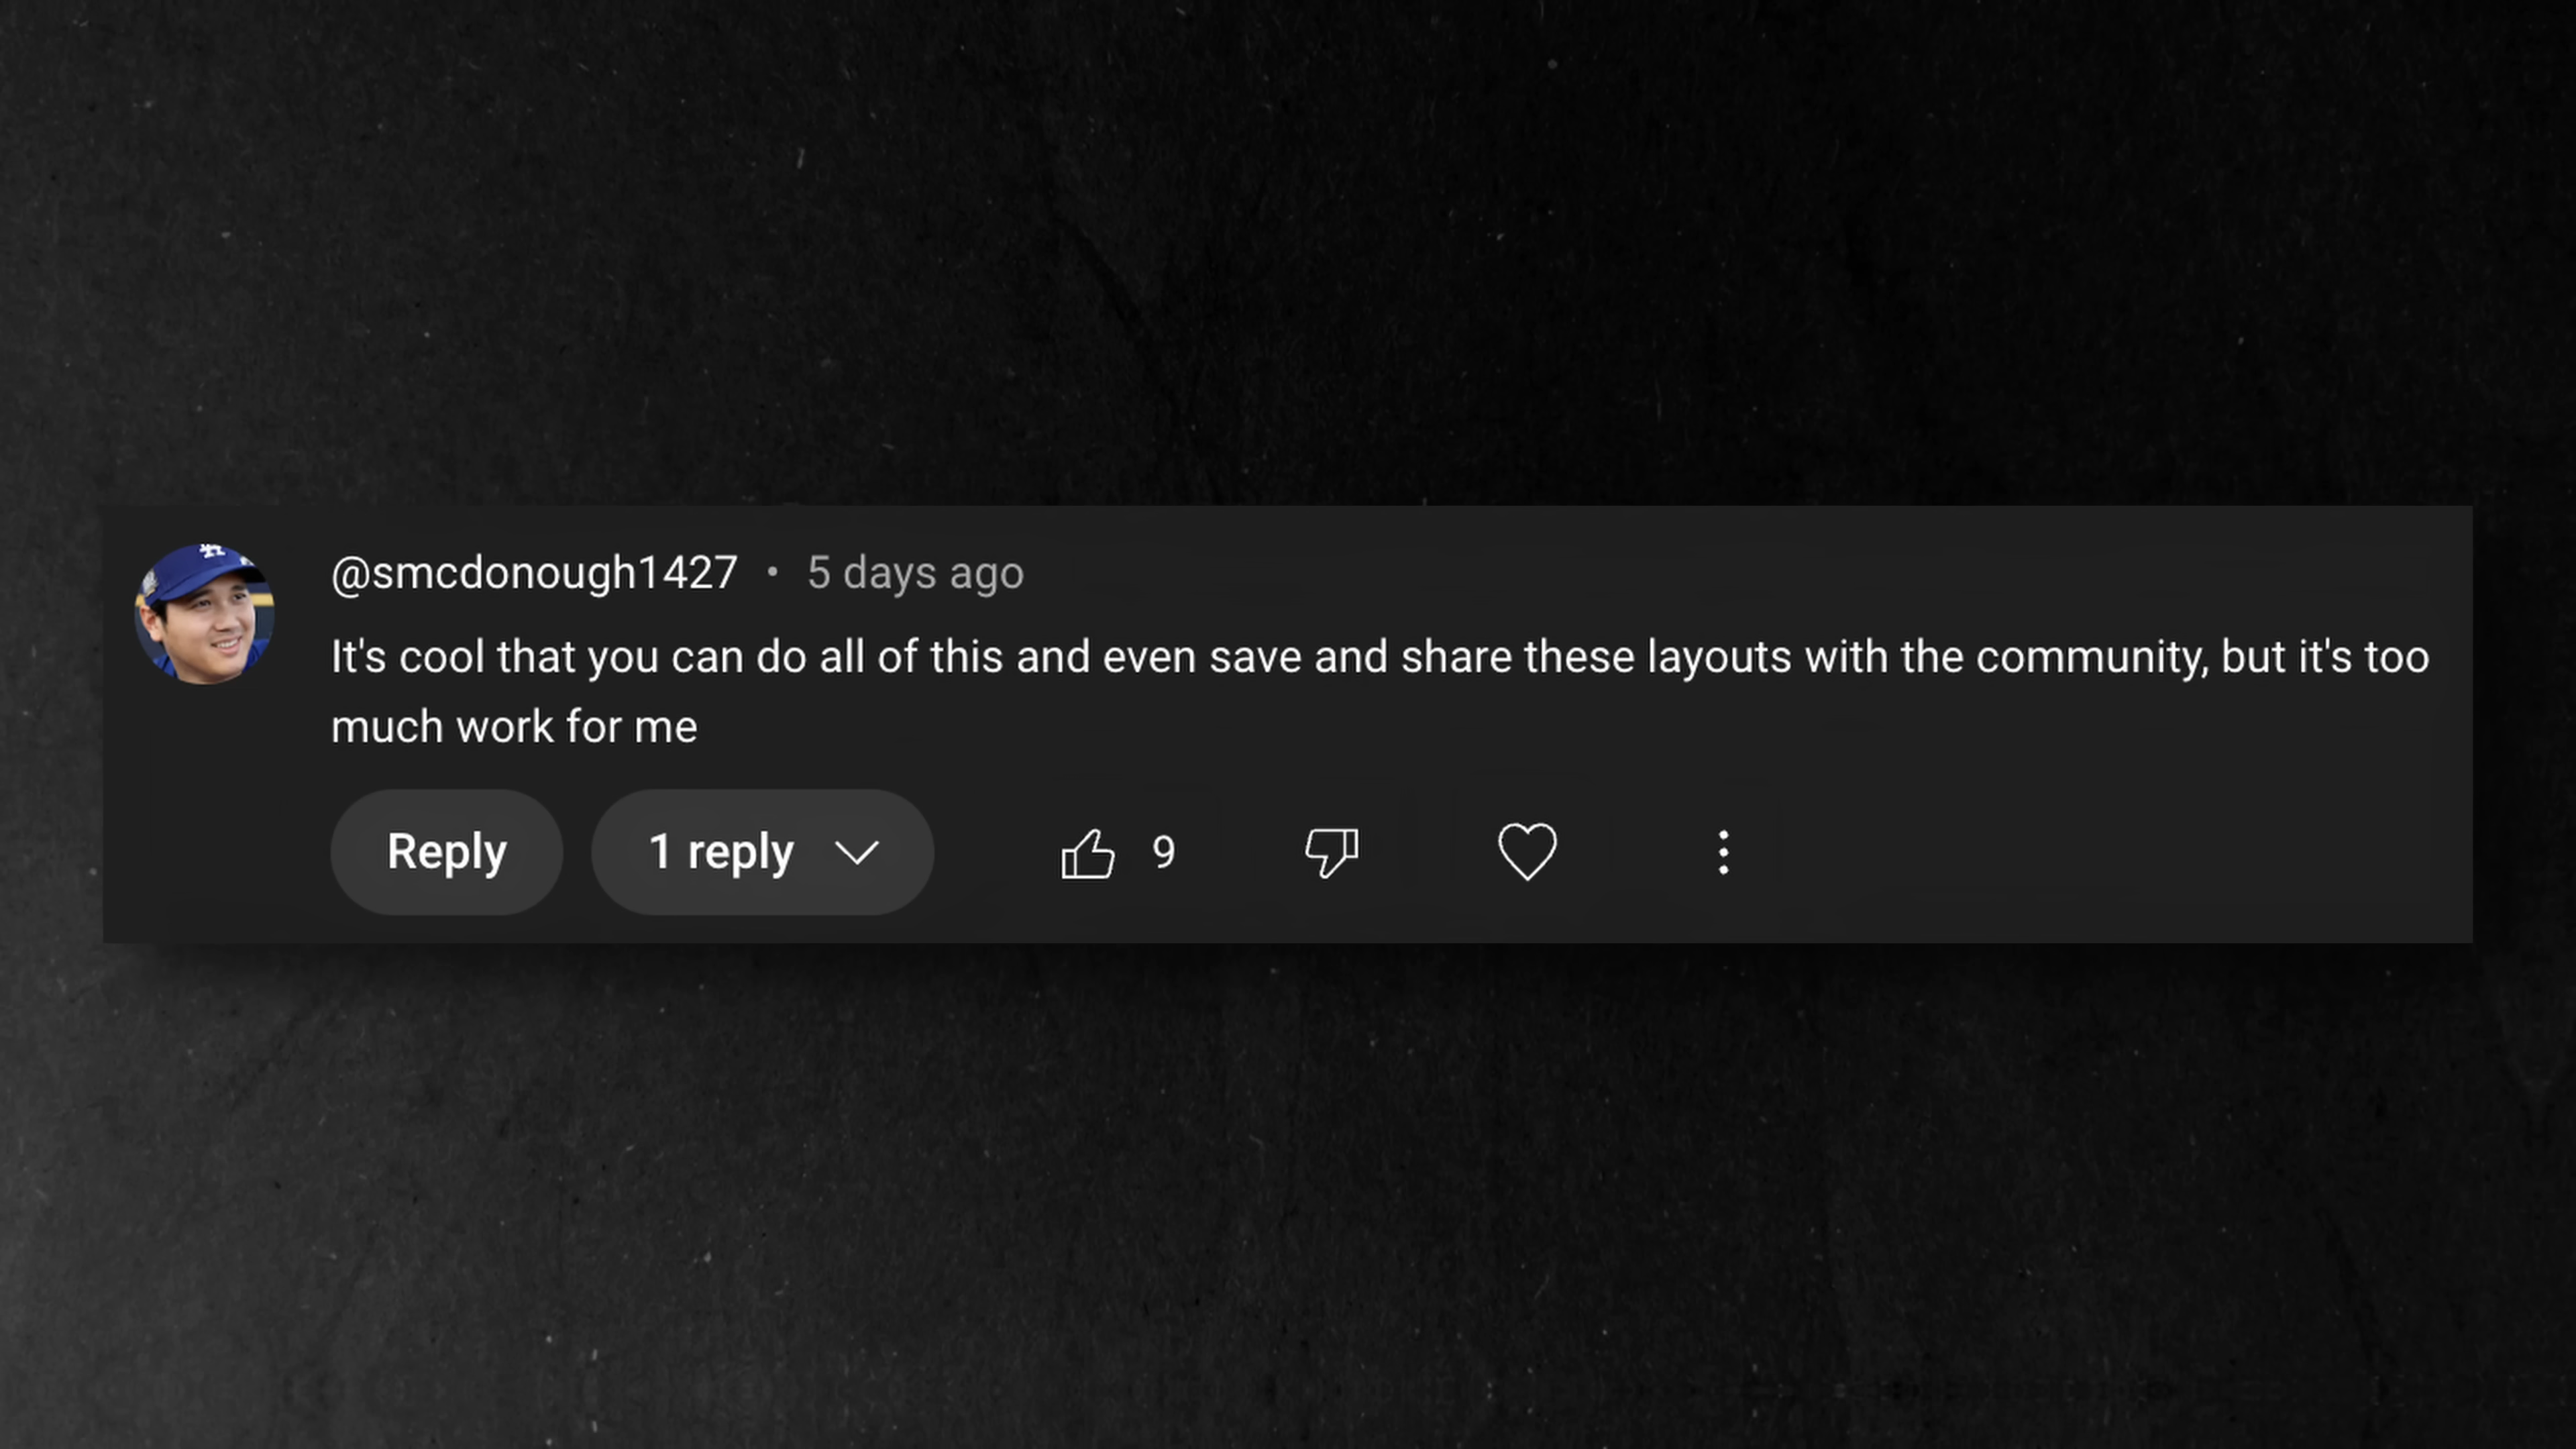 @smcdonough1427 • 5 days ago
It's cool that you can do all of this and even save and share these layouts with the community, but it's too
much work for me
Reply 1 reply 9